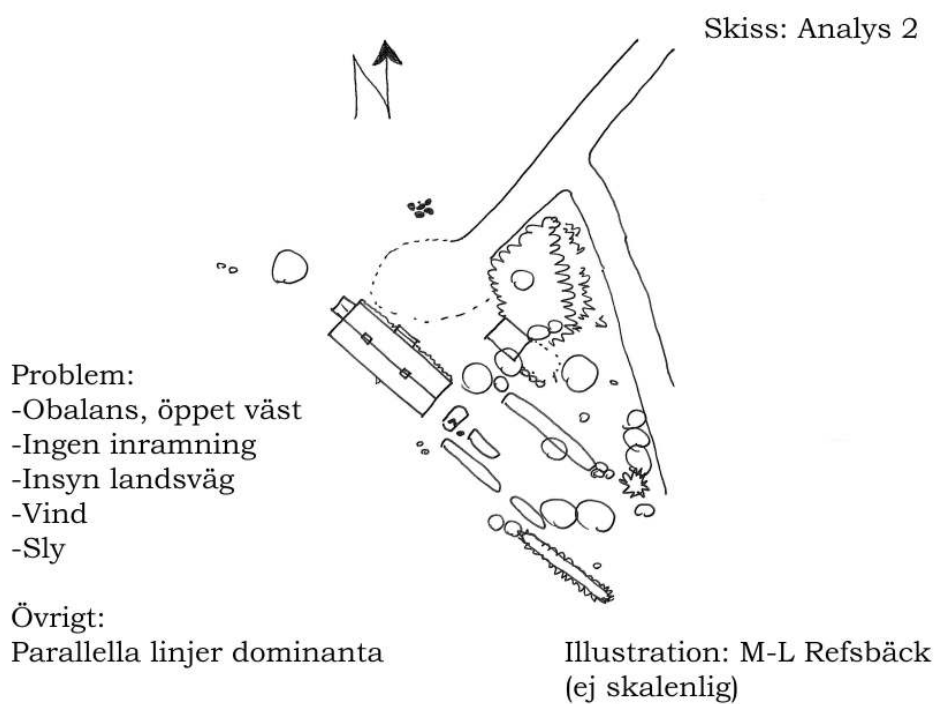 Skiss: Analys 2
N
Problem:
-Obalans, öppet väst
-Ingen inramning
-Insyn landsväg
-Vind
-Sly
Övrigt:
Parallella linjer dominanta
Illustration: M-L Refsbäck
(ej skalenlig)